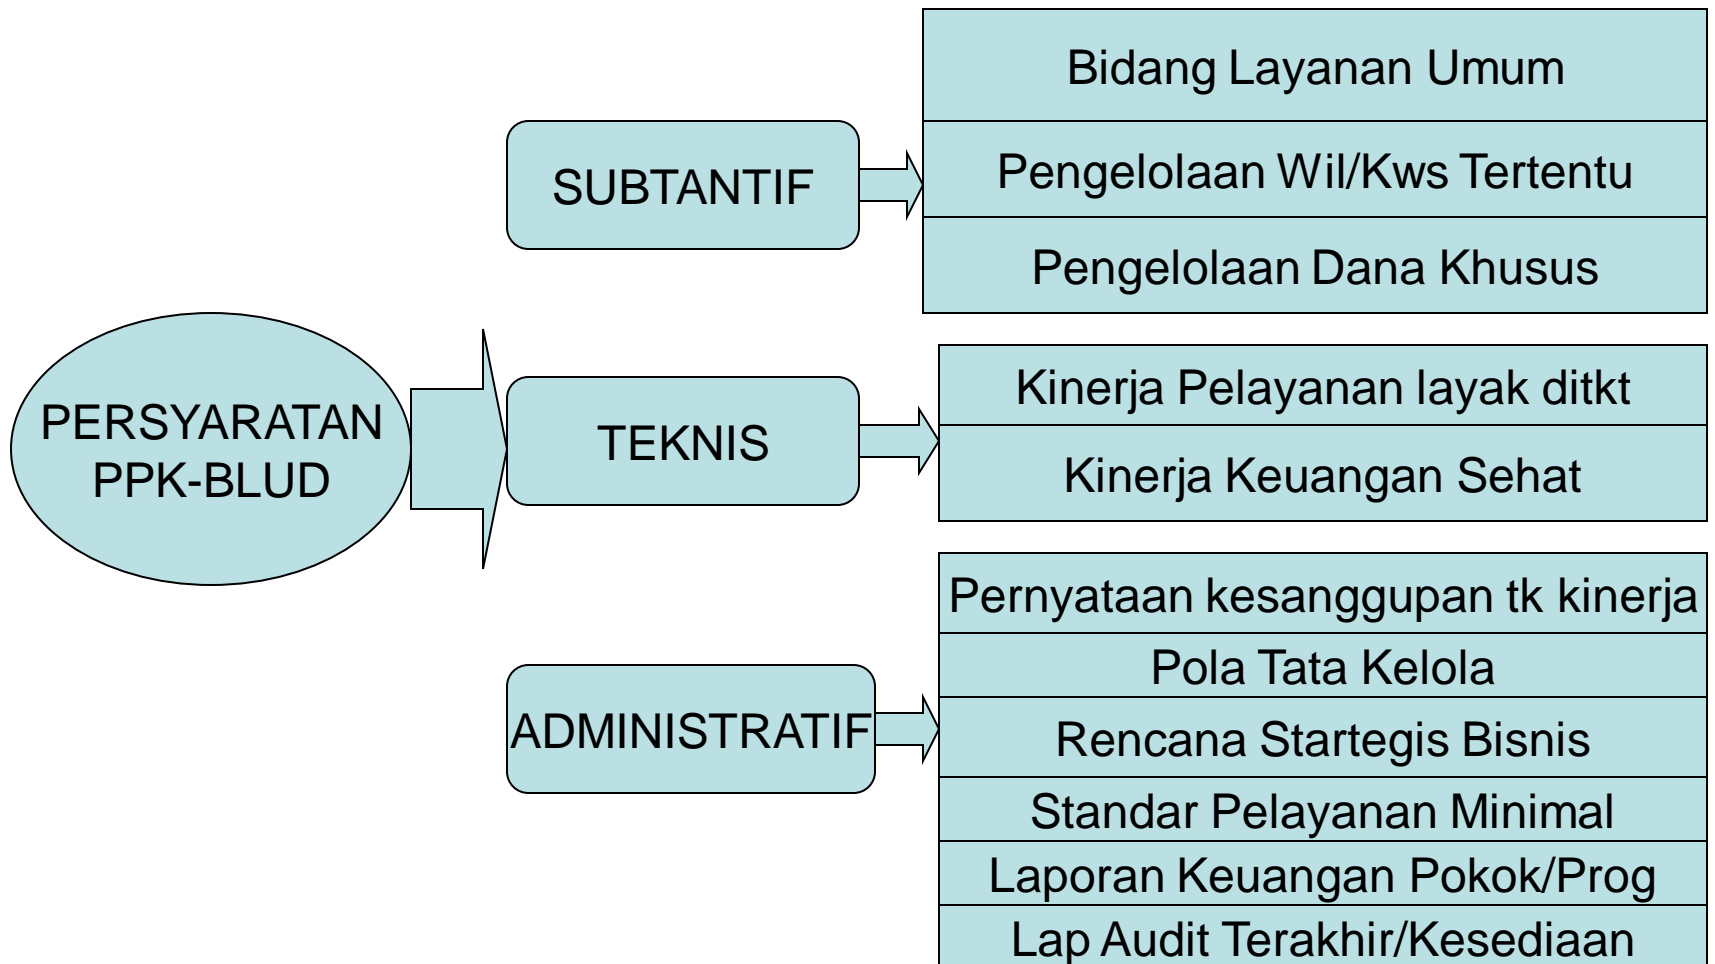 PERSYARATAN
PPK-BLUD
SUBTANTIF
Bidang Layanan Umum
Pengelolaan Wil/Kws Tertentu
Pengelolaan Dana Khusus
TEKNIS
Kinerja Pelayanan layak ditkt
Kinerja Keuangan Sehat
ADMINISTRATIF
Pernyataan kesanggupan tk kinerja
Pola Tata Kelola
Rencana Startegis Bisnis
Standar Pelayanan Minimal
Laporan Keuangan Pokok/Prog
Lap Audit Terakhir/Kesediaan